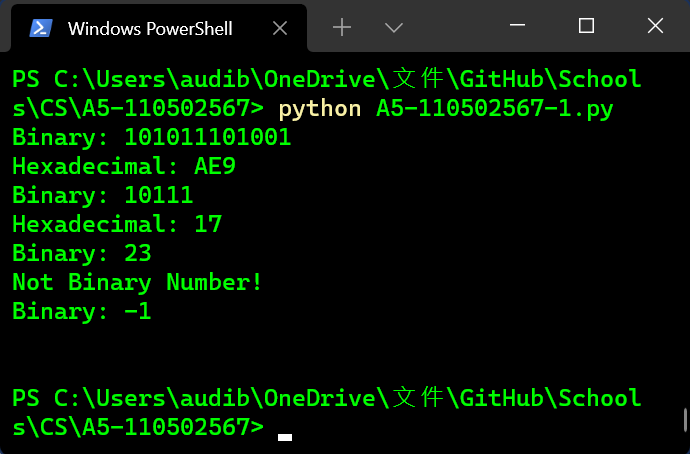 Windows PowerShell
PS C:\Users\audib\OneDrive\文件\GitHub\School
s\CS\A5-110502567> python A5-110502567-1.py
Binary: 101011101001
Hexadecimal: AE9
Binary: 10111
Hexadecimal: 17
Binary: 23
Not Binary Number!
Binary: -1
PS C:\Users\audib\OneDrive\文件\GitHub\School
s\CS\A5-110502567>